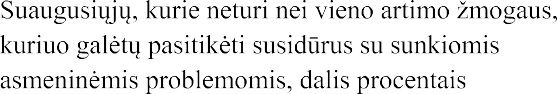 Suaugusiųjų, kurie neturi nei vieno artimo žmogaus,
kuriuo galėtų pasitikėti susidūrus su sunkiomis
asmeninėmis problemomis, dalis procentais